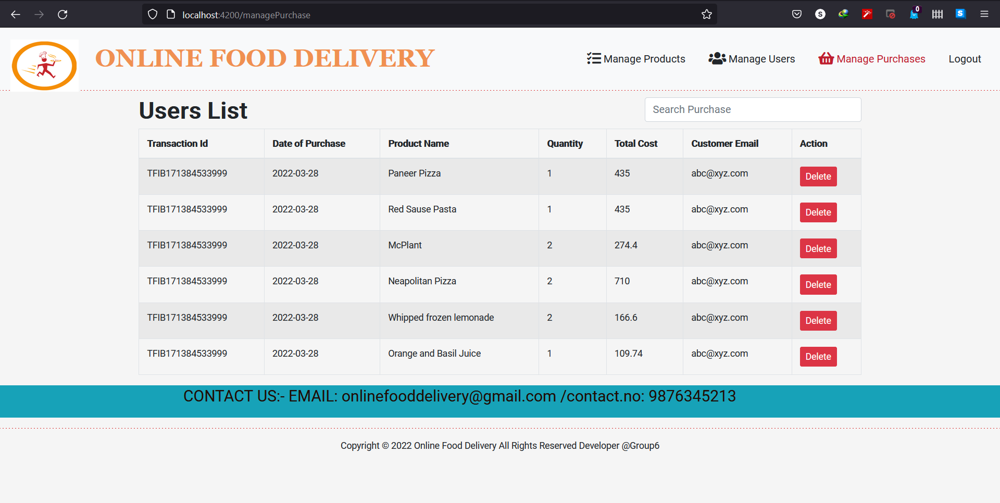 localhost:4200/managePurchase
S
0
S
ONLINE FOOD DELIVERY
Manage Products Manage Users Manage Purchases Logout
Users List
Search Purchase
Transaction Id Date of Purchase Product Name Quantity Total Cost Customer Email Action
TFIB171384533999 2022-03-28 Paneer Pizza 1 435 abc@xyz.com Delete
TFIB171384533999 2022-03-28 Red Sause Pasta 1 435 abc@xyz.com Delete
TFIB171384533999 2022-03-28 McPlant 2 274.4 abc@xyz.com Delete
TFIB171384533999 2022-03-28 Neapolitan Pizza 2 710 abc@xyz.com Delete
TFIB171384533999 2022-03-28 Whipped frozen lemonade 2 166.6 abc@xyz.com Delete
TFIB171384533999 2022-03-28 Orange and Basil Juice 1 109.74 abc@xyz.com Delete
CONTACT US:- EMAIL: onlinefooddelivery@gmail.com /contact.no: 9876345213
Copyright © 2022 Online Food Delivery All Rights Reserved Developer @Group6